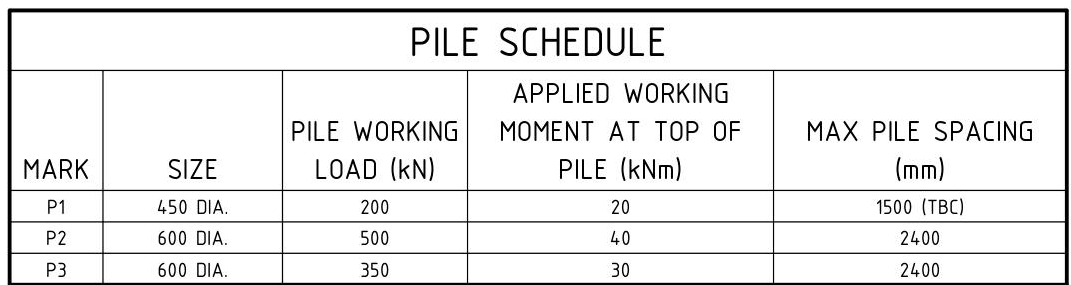 PILE SCHEDULE
MARK SIZE PILE WORKING LOAD (kN) APPLIED WORKING MOMENT AT TOP OF PILE (kNm) MAX PILE SPACING (mm)
P1 450 DIA. 200 20 1500 (TBC)
P2 600 DIA. 500 40 2400
P3 600 DIA. 350 30 2400